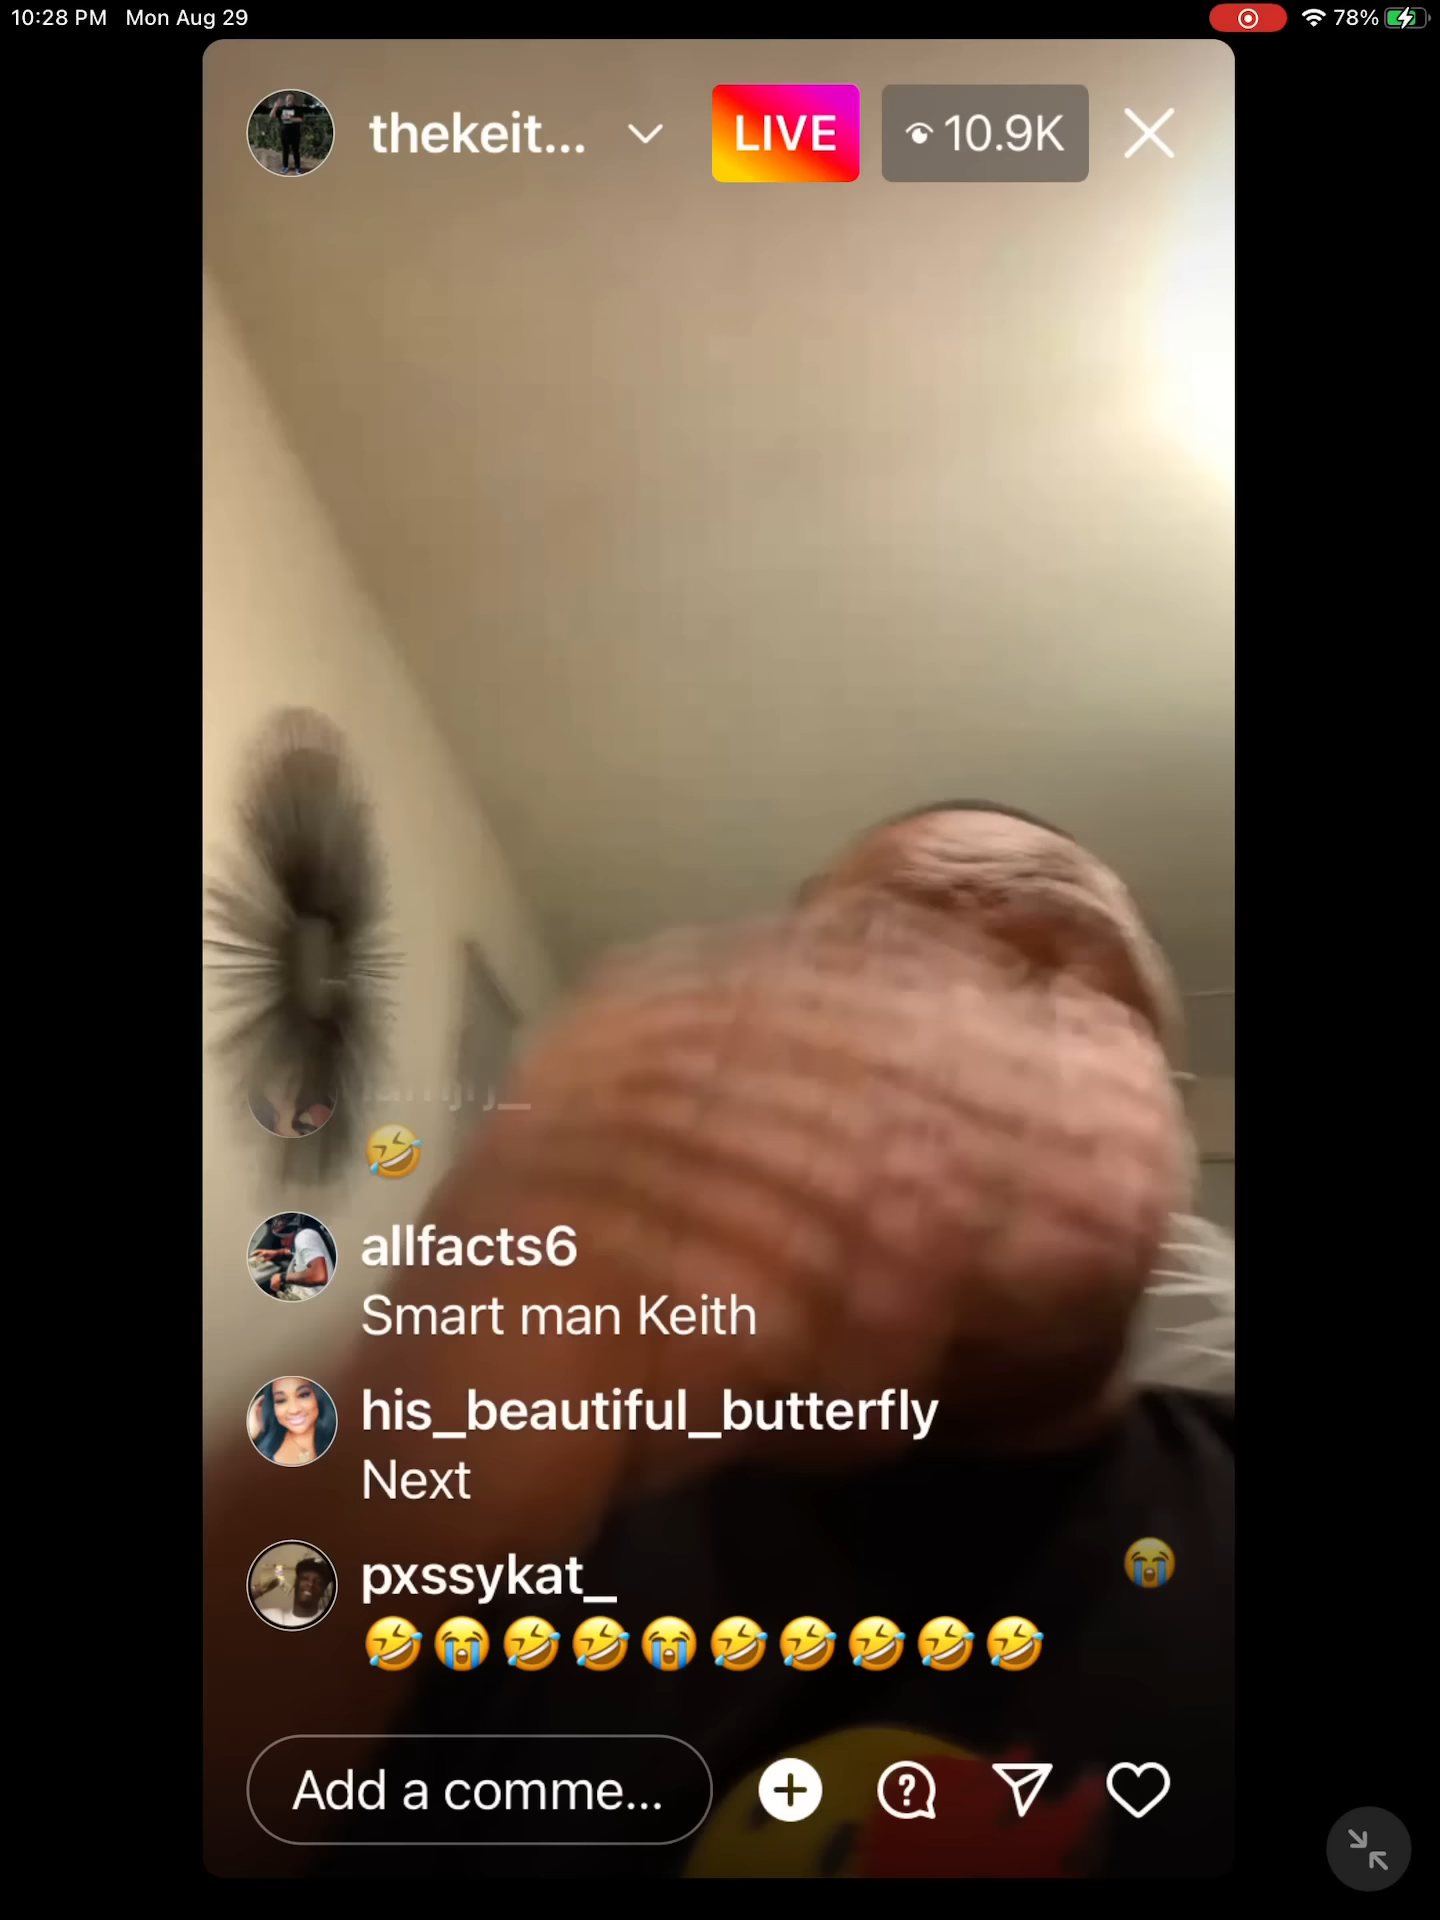 10:28 PM Mon Aug 29
78%
thekeit...
LIVE
10.9K
🤣
allfacts6
Smart man Keith
his_beautiful_butterfly
Next
pxssykat_
🤣😭🤣🤣😭🤣🤣🤣🤣🤣
Add a comme...